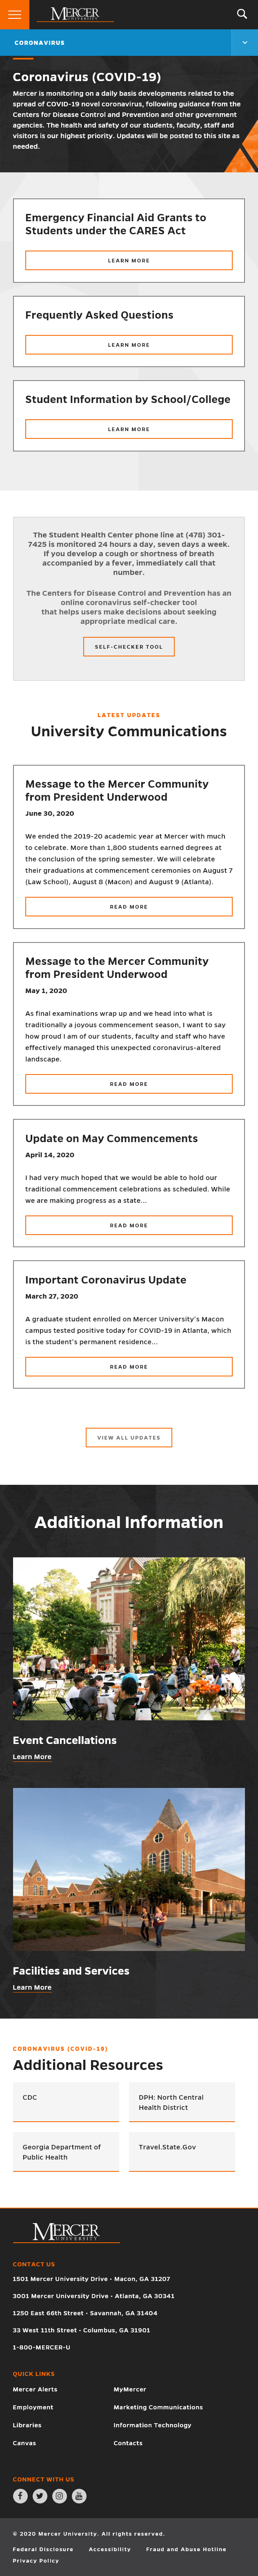 MERCER
UNIVERSITY
CORONAVIRUS
Coronavirus (COVID-19)
Mercer is monitoring on a daily basis developments related to the
spread of COVID-19 novel coronavirus, following guidance from the
Centers for Disease Control and Prevention and other government
agencies. The health and safety of our students, faculty, staff and
visitors is our highest priority. Updates will be posted to this site as
needed.
Emergency Financial Aid Grants to
Students under the CARES Act
LEARN MORE
Frequently Asked Questions
LEARN MORE
Student Information by School/College
LEARN MORE
The Student Health Center phone line at (478) 301-
7425 is monitored 24 hours a day, seven days a week.
If you develop a cough or shortness of breath
accompanied by a fever, immediately call that
number.
The Centers for Disease Control and Prevention has an
online coronavirus self-checker tool
that helps users make decisions about seeking
appropriate medical care.
SELF-CHECKER TOOL
LATEST UPDATES
University Communications
Message to the Mercer Community
from President Underwood
June 30, 2020
We ended the 2019-20 academic year at Mercer with much
to celebrate. More than 1,800 students earned degrees at
the conclusion of the spring semester. We will celebrate
their graduations at commencement ceremonies on August 7
(Law School), August 8 (Macon) and August 9 (Atlanta).
READ MORE
Message to the Mercer Community
from President Underwood
May 1, 2020
As final examinations wrap up and we head into what is
traditionally a joyous commencement season, I want to say
how proud I am of our students, faculty and staff who have
effectively managed this unexpected coronavirus-altered
landscape.
READ MORE
Update on May Commencements
April 14, 2020
I had very much hoped that we would be able to hold our
traditional commencement celebrations as scheduled. While
we are making progress as a state...
READ MORE
Important Coronavirus Update
March 27, 2020
A graduate student enrolled on Mercer University's Macon
campus tested positive today for COVID-19 in Atlanta, which
is the student's permanent residence...
READ MORE
VIEW ALL UPDATES
Additional Information
Event Cancellations
Learn More
Facilities and Services
Learn More
CORONAVIRUS (COVID-19)
Additional Resources
CDC
DPH: North Central
Health District
Georgia Department of
Public Health
Travel.State.Gov
MERCER
UNIVERSITY
CONTACT US
1501 Mercer University Drive • Macon, GA 31207
3001 Mercer University Drive • Atlanta, GA 30341
1250 East 66th Street • Savannah, GA 31404
33 West 11th Street • Columbus, GA 31901
1-800-MERCER-U
QUICK LINKS
Mercer Alerts
MyMercer
Employment
Marketing Communications
Libraries
Information Technology
Canvas
Contacts
CONNECT WITH US
© 2020 Mercer University. All rights reserved.
Federal Disclosure Accessibility Fraud and Abuse Hotline
Privacy Policy